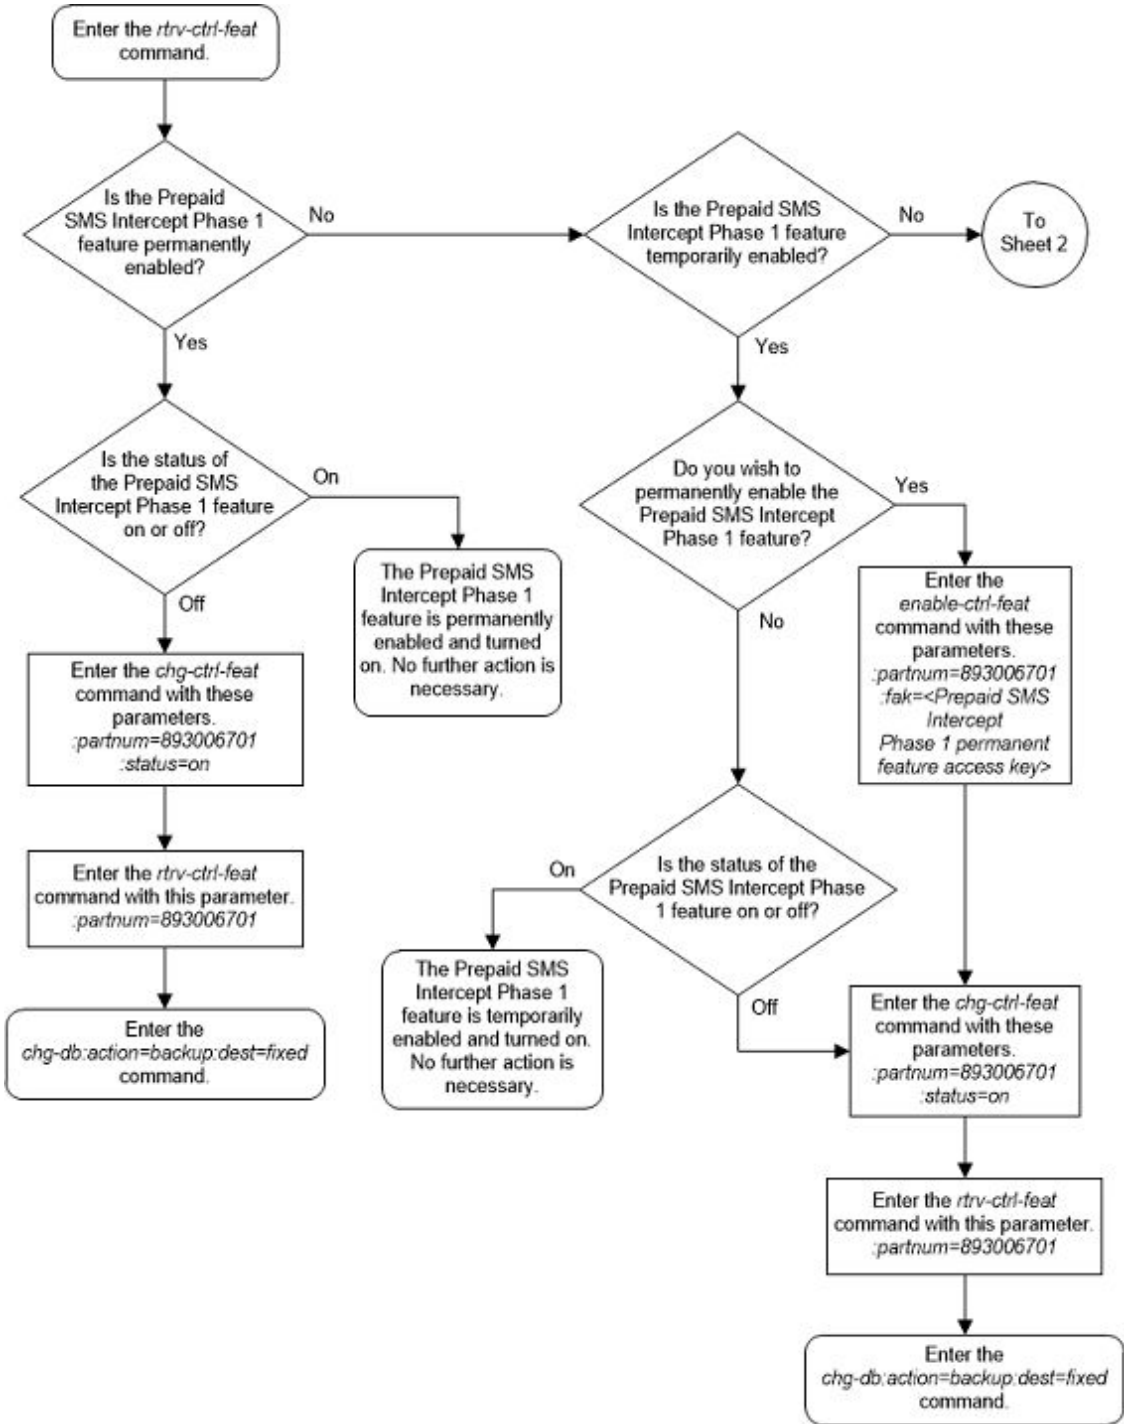 Enter the rtrv-ctrl-feat
command.
Is the Prepaid
SMS Intercept Phase 1
feature permanently
enabled?
No
Is the Prepaid SMS
Intercept Phase 1 feature
temporarily enabled?
No
To
Sheet 2
Yes
Yes
Is the status of
the Prepaid SMS
Intercept Phase 1 feature
on or off?
On
Off
The Prepaid SMS
Intercept Phase 1
feature is permanently
enabled and turned
on. No further action is
necessary.
Enter the chg-ctrl-feat
command with these
parameters.
:partnum=893006701
:status=on
Enter the rtrv-ctrl-feat
command with this parameter.
:partnum=893006701
Enter the
chg-db:action=backup:dest=fixed
command.
Do you wish to
permanently enable the
Prepaid SMS Intercept
Phase 1 feature?
Yes
No
Enter the
enable-ctrl-feat
command with these
parameters.
:partnum=893006701
:fak=<Prepaid SMS
Intercept
Phase 1 permanent
feature access key>
Is the status of the
Prepaid SMS Intercept Phase
1 feature on or off?
On
Off
The Prepaid SMS
Intercept Phase 1
feature is temporarily
enabled and turned on.
No further action is
necessary.
Enter the chg-ctrl-feat
command with these
parameters.
:partnum=893006701
:status=on
Enter the rtrv-ctrl-feat
command with this parameter.
:partnum=893006701
Enter the
chg-db:action=backup:dest=fixed
command.